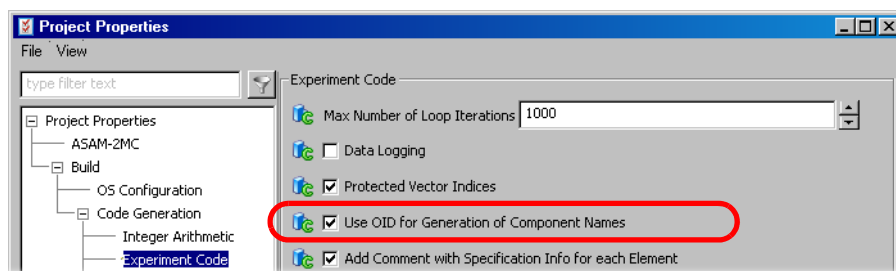 Project Properties
File View
type filter text
Project Properties
ASAM-2MC
Build
OS Configuration
Code Generation
Integer Arithmetic
Experiment Code
Experiment Code
Max Number of Loop Iterations 1000
Data Logging
Protected Vector Indices
Use OID for Generation of Component Names
Add Comment with Specification Info for each Element